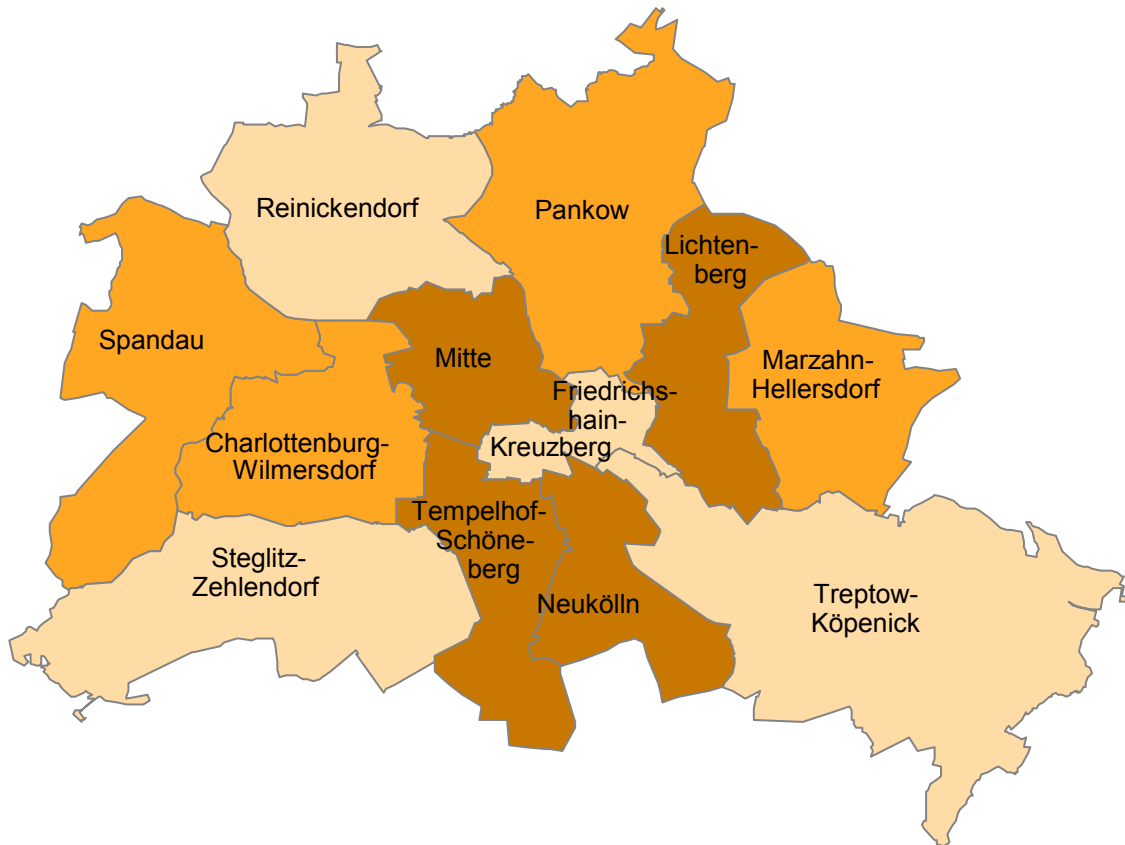 Reinickendorf
Pankow
Lichten-
berg
Spandau
Mitte
Marzahn-
Hellersdorf
Friedrichs-
hain-
Kreuzberg
Charlottenburg-
Wilmersdorf
Tempelhof-
Schöne-
berg
Steglitz-
Zehlendorf
Neukölln
Treptow-
Köpenick